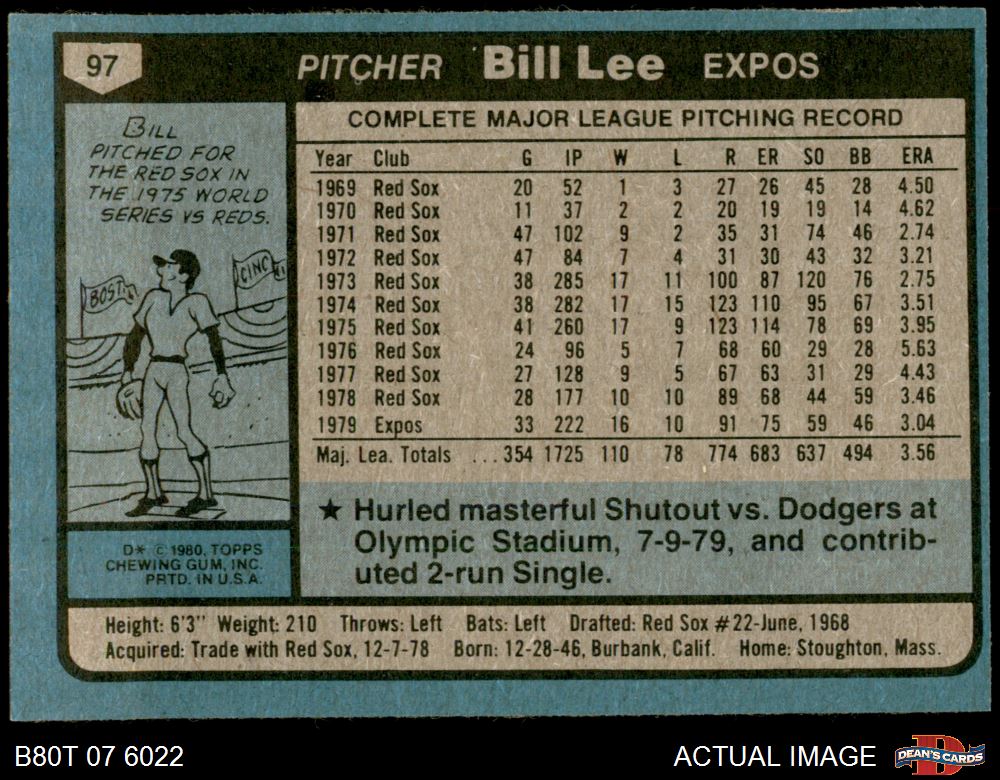 97 PITCHER Bill Lee EXPOS
BILL
PITCHED FOR
THE RED SOX IN
THE 1975 WORLD
SERIES VS REDS.
BOST
CINC
D* © 1980, TOPPS
CHEWING GUM, INC.
PRTD. IN U.S.A.
COMPLETE MAJOR LEAGUE PITCHING RECORD
Year Club G IP W L R ER SO BB ERA
1969 Red Sox 20 52 1 3 27 26 45 28 4.50
1970 Red Sox 11 37 2 2 20 19 19 14 4.62
1971 Red Sox 47 102 9 2 35 31 74 46 2.74
1972 Red Sox 47 84 7 4 31 30 43 32 3.21
1973 Red Sox 38 285 17 11 100 87 120 76 2.75
1974 Red Sox 38 282 17 15 123 110 95 67 3.51
1975 Red Sox 41 260 17 9 123 114 78 69 3.95
1976 Red Sox 24 96 5 7 68 60 29 28 5.63
1977 Red Sox 27 128 9 5 67 63 31 29 4.43
1978 Red Sox 28 177 10 10 89 68 44 59 3.46
1979 Expos 33 222 16 10 91 75 59 46 3.04
Maj. Lea. Totals ...354 1725 110 78 774 683 637 494 3.56
★ Hurled masterful Shutout vs. Dodgers at
Olympic Stadium, 7-9-79, and contrib-
uted 2-run Single.
Height: 6'3" Weight: 210 Throws: Left Bats: Left Drafted: Red Sox #22-June, 1968
Acquired: Trade with Red Sox, 12-7-78 Born: 12-28-46, Burbank, Calif. Home: Stoughton, Mass.
B80T 07 6022
ACTUAL IMAGE
D
DEAN'S CARDS